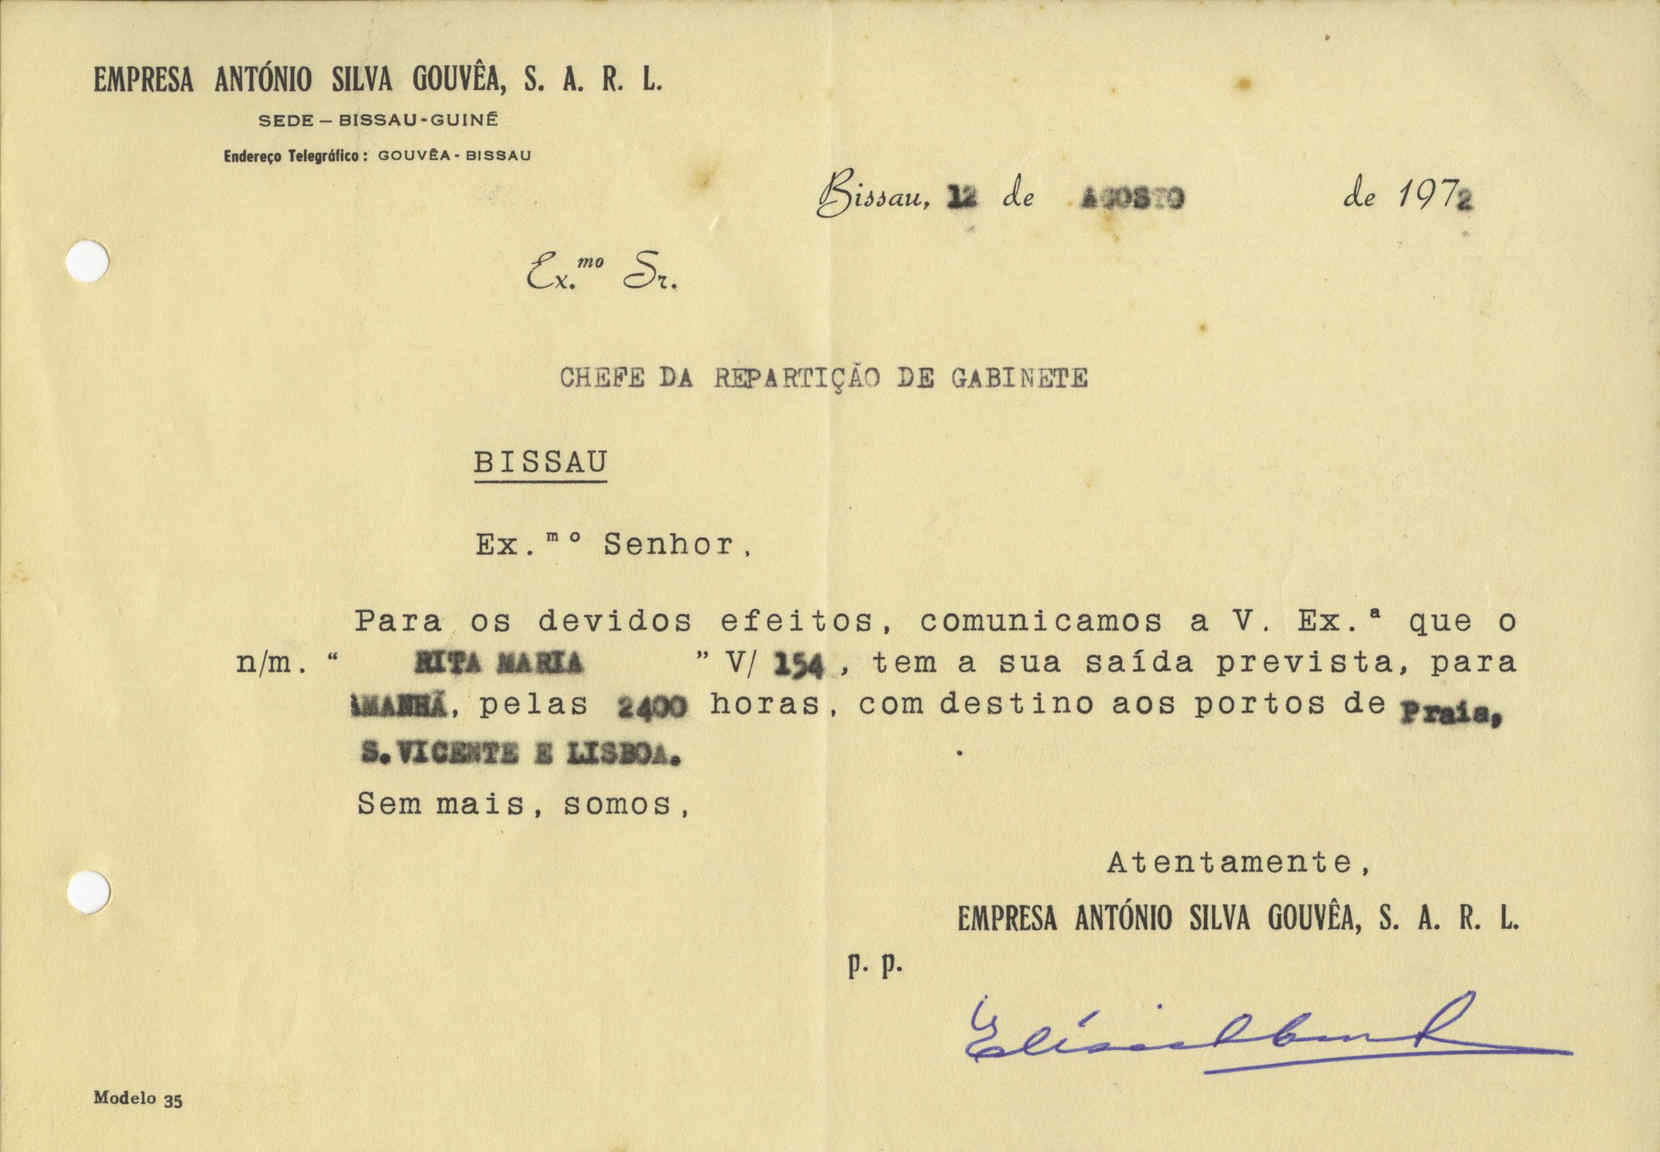 EMPRESA ANTÓNIO SILVA GOUVÊA, S. A. R. L.
SEDE – BISSAU-GUINÉ
Endereço Telegráfico: GOUVÊA - BISSAU
Bissau, 12 de AGOSTO de 1972
Ex.mo Sr.
CHEFE DA REPARTIÇÃO DE GABINETE
BISSAU
Ex.mo Senhor,
Para os devidos efeitos, comunicamos a V. Ex.ª que o
n/m. “ RITA MARIA ” V/ 154, tem a sua saída prevista, para
AMANHÃ, pelas 2400 horas, com destino aos portos de Praia,
S. VICENTE E LISBOA.
Sem mais, somos,
Atentamente,
EMPRESA ANTÓNIO SILVA GOUVÊA, S. A. R. L.
p. p.
Modelo 35